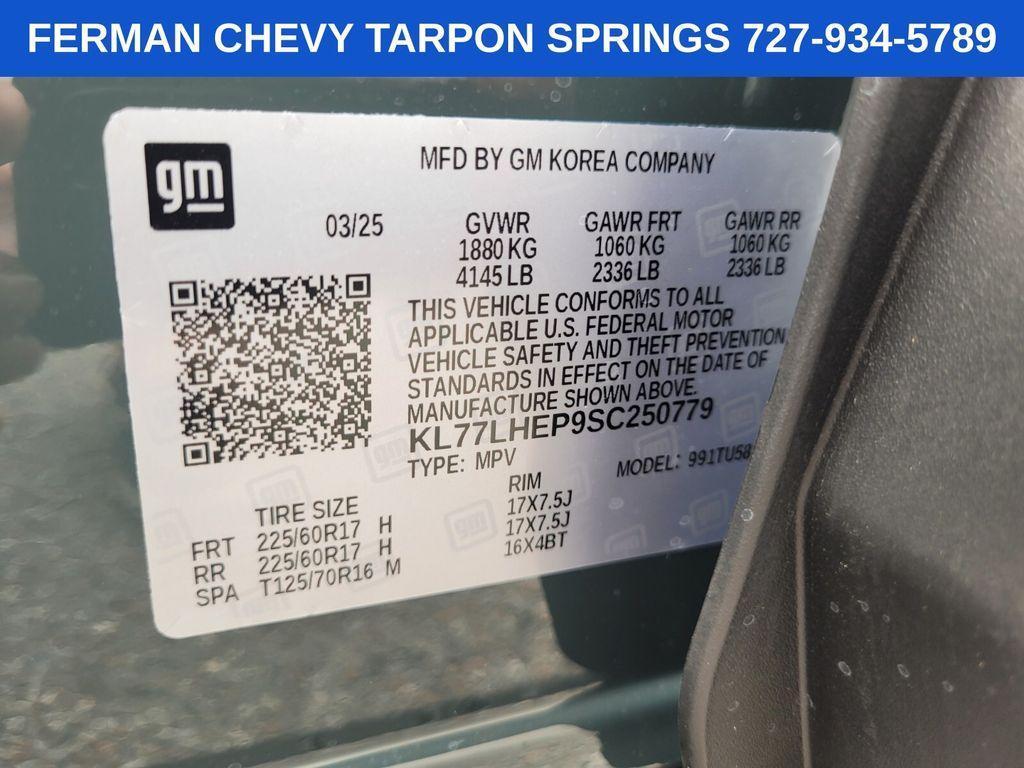 FERMAN CHEVY TARPON SPRINGS 727-934-5789
gm
MFD BY GM KOREA COMPANY
03/25 GVWR GAWR FRT GAWR RR
1880 KG 1060 KG 1060 KG
4145 LB 2336 LB 2336 LB
THIS VEHICLE CONFORMS TO ALL
APPLICABLE U.S. FEDERAL MOTOR
VEHICLE SAFETY AND THEFT PREVENTION
STANDARDS IN EFFECT ON THE DATE OF
MANUFACTURE SHOWN ABOVE.
KL77LHEP9SC250779
TYPE: MPV MODEL: 991TU58
TIRE SIZE RIM
FRT 225/60R17 H 17X7.5J
RR 225/60R17 H 17X7.5J
SPA T125/70R16 M 16X4BT